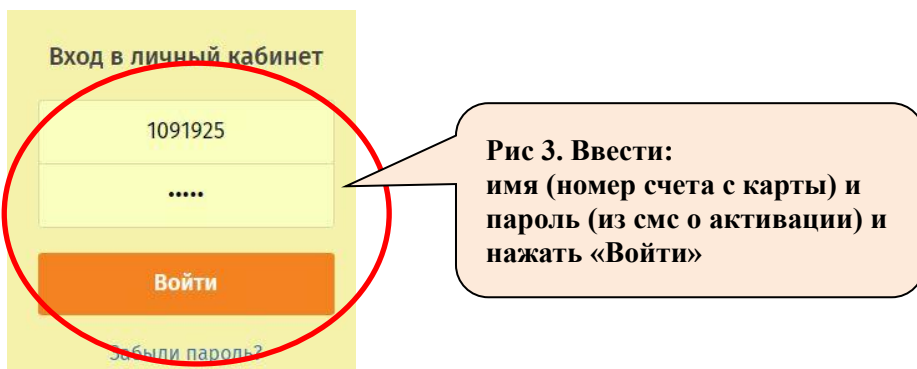 Вход в личный кабинет
1091925
•••••
Войти
Забыли пароль?
Рис 3. Ввести:
имя (номер счета с карты) и
пароль (из смс о активации) и
нажать «Войти»